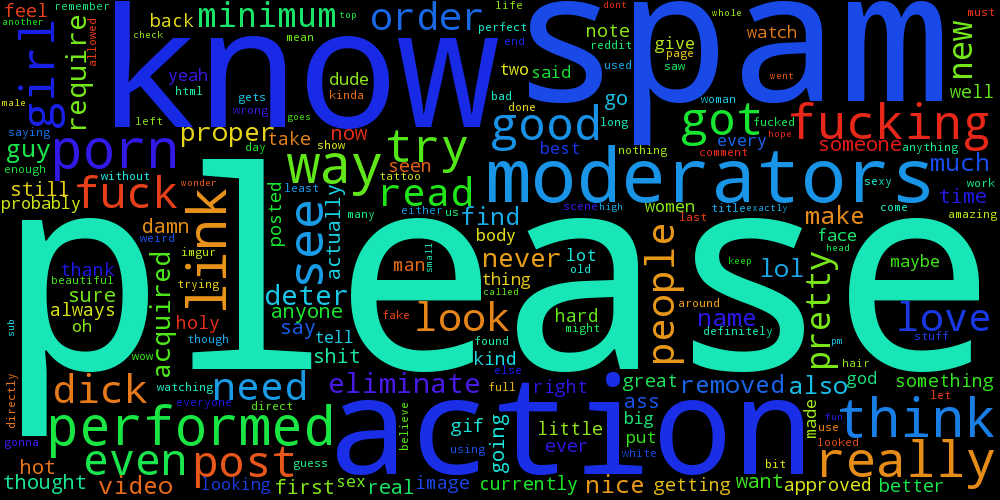 feel
remember
another
back
minimum
top
order
life
perfect
note
reddit
whole
dont
must
girl
require
allowed
check
mean
know
end
spam
give
page
saw
watch
new
yeah
html
dude
kinda
two
said
used
went
well
male
gets
wrong
bad
done
go
woman
left
goes
good
long
got
fucked
hope
fucking
saying
proper
take
now
try
every
someone
guy
porn
day
show
way
best
nothing
comment
anything
enough
without
seen
moderators
much
still
fuck
wonder
link
least
tattoo
read
sexy
work
probably
posted
see
actually
many
either
us
scene
high
women
title
exactly
time
damn
find
last
make
come
amazing
weird
body
people
face
head
imgur
man
small
never
lot
thank
please
thing
old
keep
lol
maybe
beautiful
acquired
trying
deter
called
pretty
sure
always
anyone
fake
look
hard
around
name
love
oh
holy
say
tell
might
definitely
stuff
sub
though
found
pm
wow
shit
kind
hair
else
directly
dick
watching
need
eliminate
full
right
great
removed
also
god
something
everyone
direct
action
ass
let
performed
believe
gif
going
little
big
made
fun
use
think
gonna
even
post
guess
using
ever
put
white
looked
really
hot
bit
thought
video
looking
first
sex
real
image
currently
nice
getting
want
approved
better